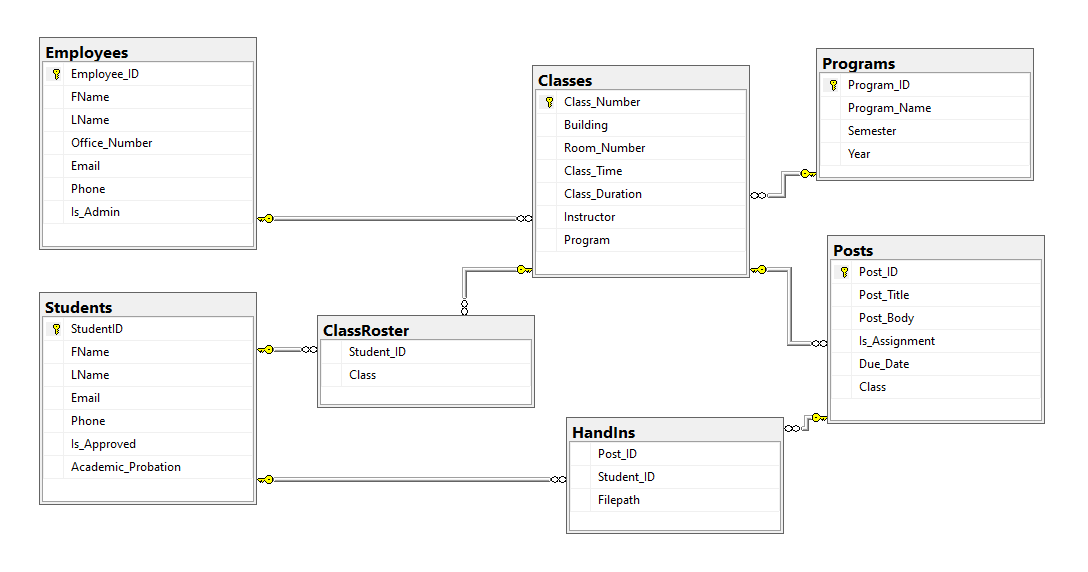 Employees
Employee_ID
FName
LName
Office_Number
Email
Phone
Is_Admin
Classes
Class_Number
Building
Room_Number
Class_Time
Class_Duration
Instructor
Program
Programs
Program_ID
Program_Name
Semester
Year
Students
StudentID
FName
LName
Email
Phone
Is_Approved
Academic_Probation
ClassRoster
Student_ID
Class
Posts
Post_ID
Post_Title
Post_Body
Is_Assignment
Due_Date
Class
HandIns
Post_ID
Student_ID
Filepath